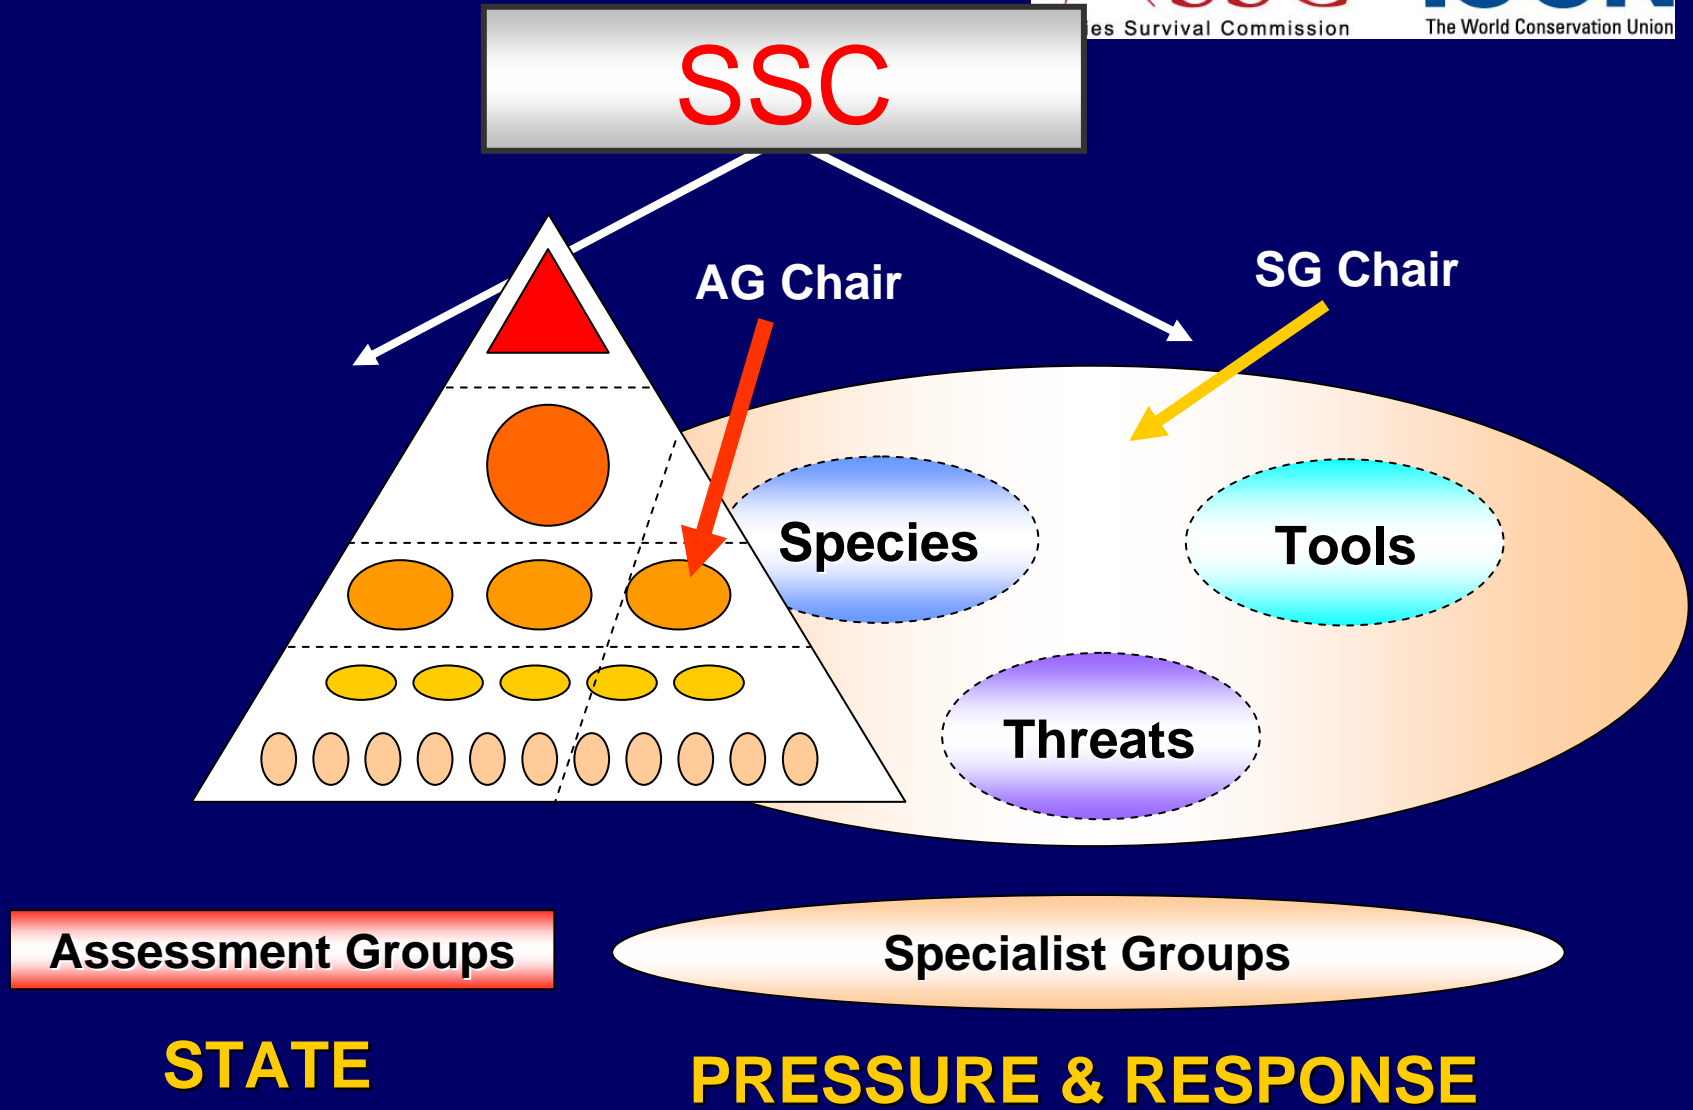 Survival Commission
The World Conservation Union
SSC
AG Chair
SG Chair
Species
Tools
Threats
Assessment Groups
Specialist Groups
STATE
PRESSURE & RESPONSE